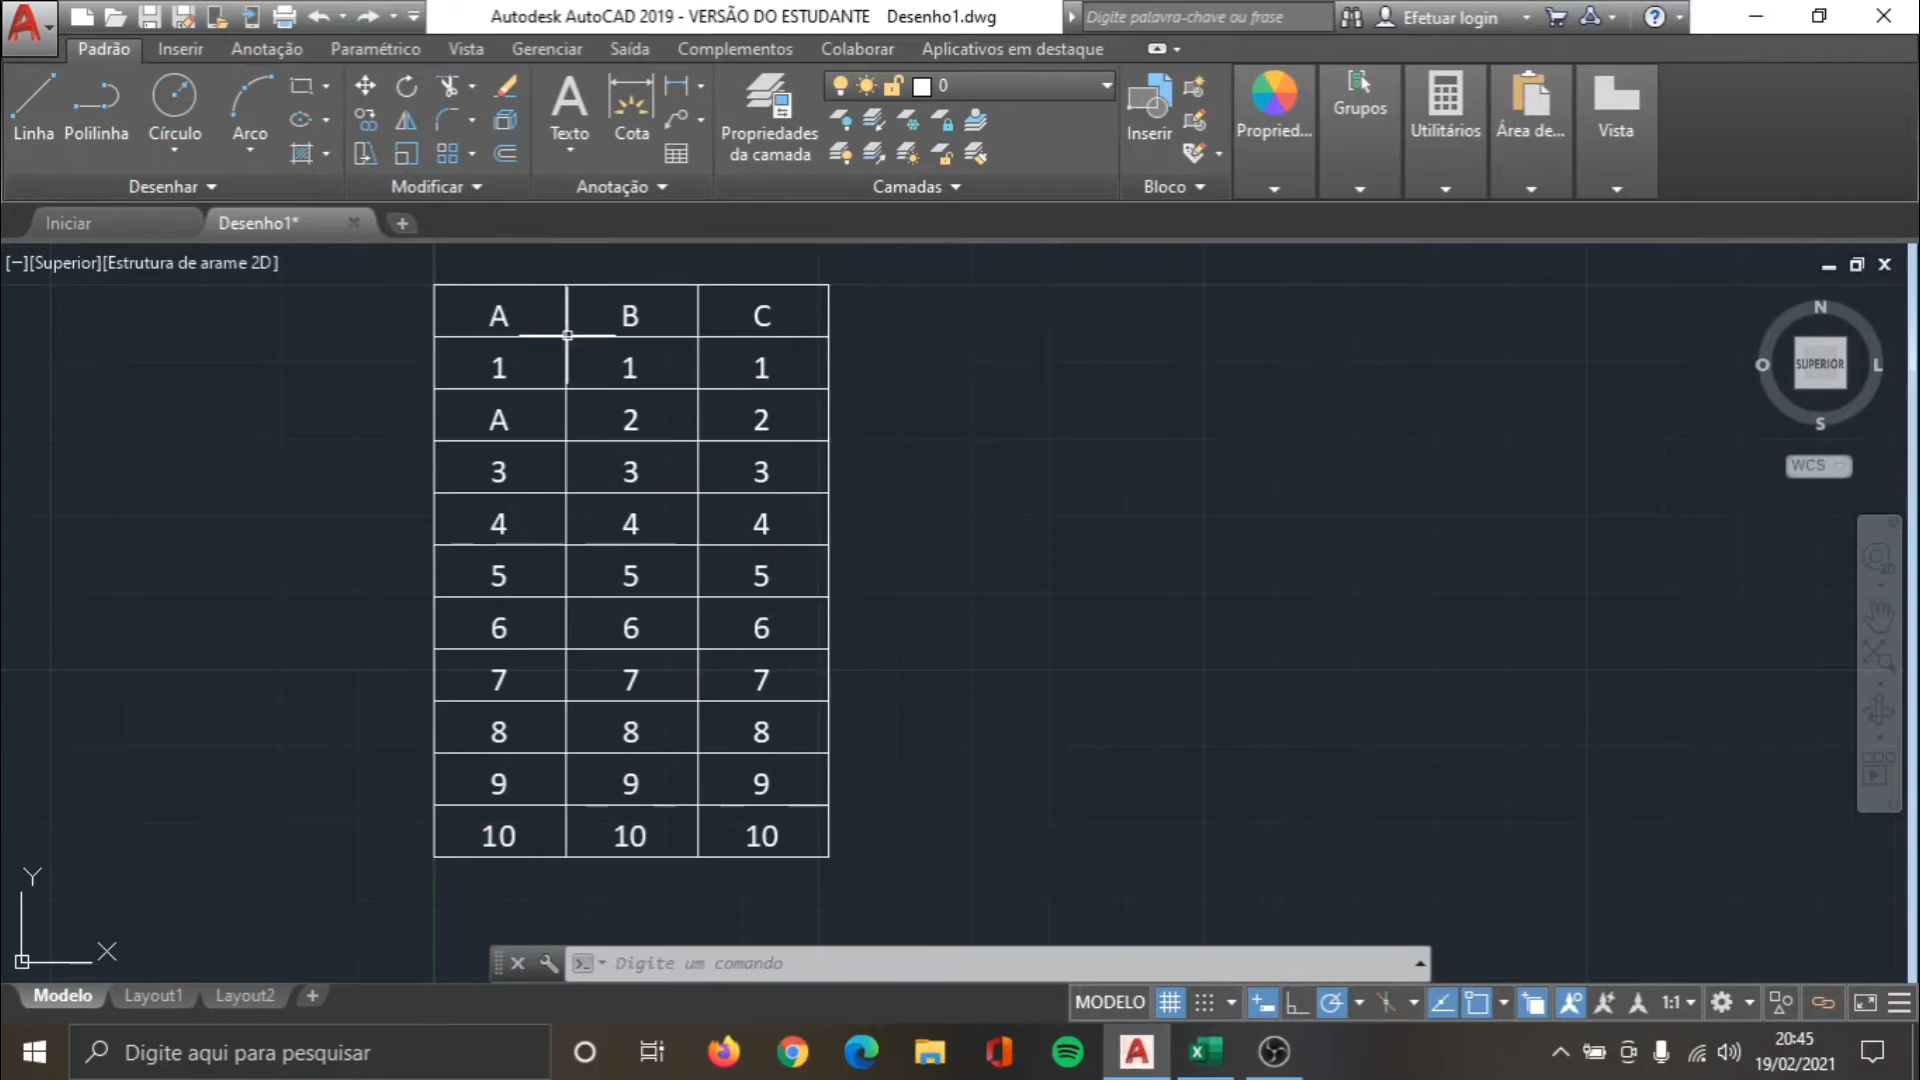 Autodesk AutoCAD 2019 - VERSÃO DO ESTUDANTE Desenho1.dwg
Digite palavra-chave ou frase
Efetuar login
Padrão Inserir Anotação Paramétrico Vista Gerenciar Saída Complementos Colaborar Aplicativos em destaque
0
Linha Polilinha Círculo Arco Texto Cota Propriedades da camada Inserir Propried... Grupos Utilitários Área de... Vista
Desenhar Modificar Anotação Camadas Bloco
Iniciar Desenho1*
[−][Superior][Estrutura de arame 2D]
A B C
1 1 1
A 2 2
3 3 3
4 4 4
5 5 5
6 6 6
7 7 7
8 8 8
9 9 9
10 10 10
N
O SUPERIOR L
S
WCS
2D
Y
X
Digite um comando
Modelo Layout1 Layout2
MODELO 1:1
Digite aqui para pesquisar
20:45
19/02/2021